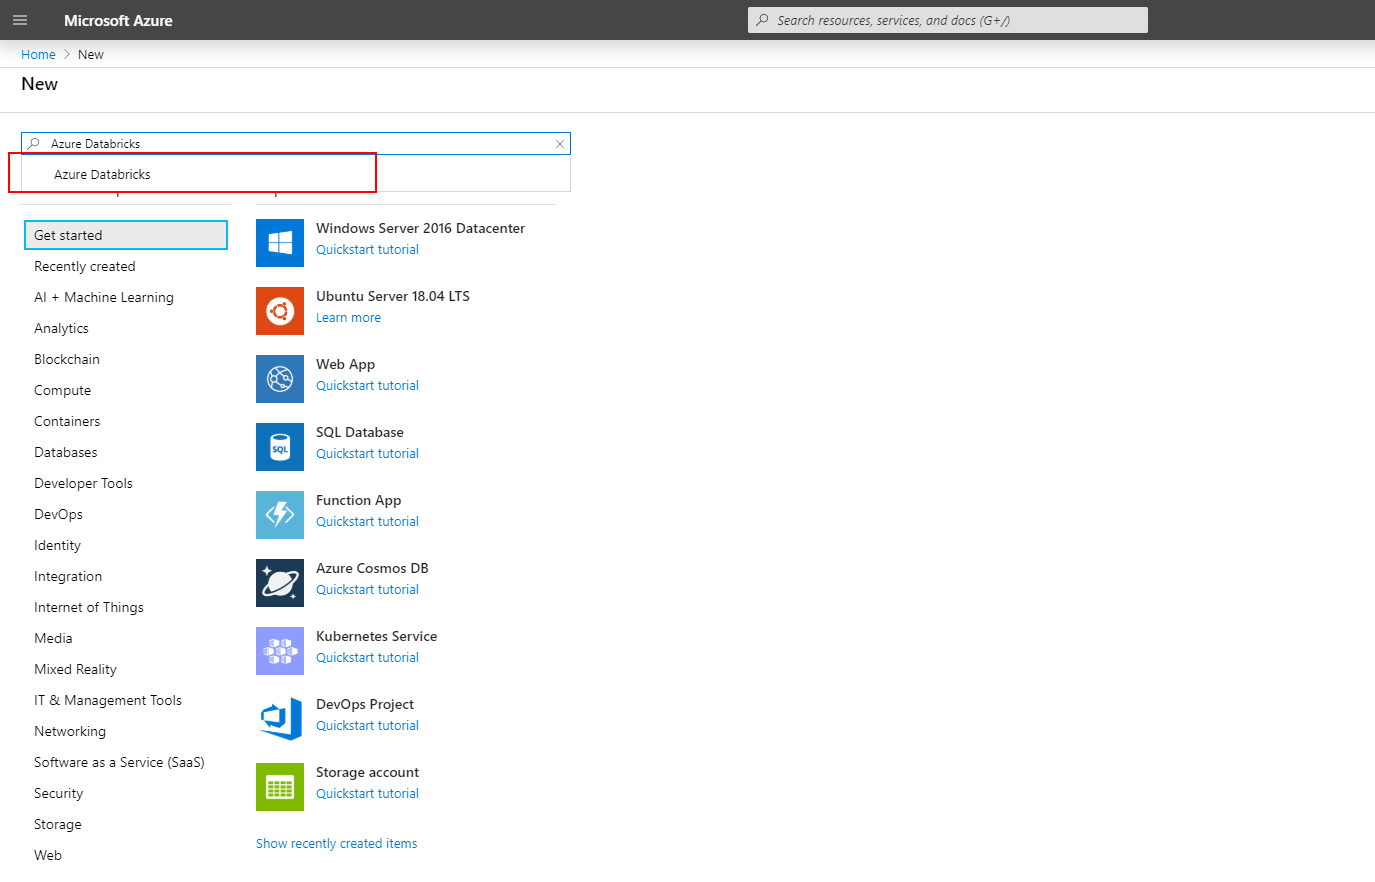 Microsoft Azure
Search resources, services, and docs (G+/)
Home > New
New
Azure Databricks
Azure Databricks
Get started
Recently created
AI + Machine Learning
Analytics
Blockchain
Compute
Containers
Databases
Developer Tools
DevOps
Identity
Integration
Internet of Things
Media
Mixed Reality
IT & Management Tools
Networking
Software as a Service (SaaS)
Security
Storage
Web
Windows Server 2016 Datacenter
Quickstart tutorial
Ubuntu Server 18.04 LTS
Learn more
Web App
Quickstart tutorial
SQL
SQL Database
Quickstart tutorial
Function App
Quickstart tutorial
Azure Cosmos DB
Quickstart tutorial
Kubernetes Service
Quickstart tutorial
DevOps Project
Quickstart tutorial
Storage account
Quickstart tutorial
Show recently created items